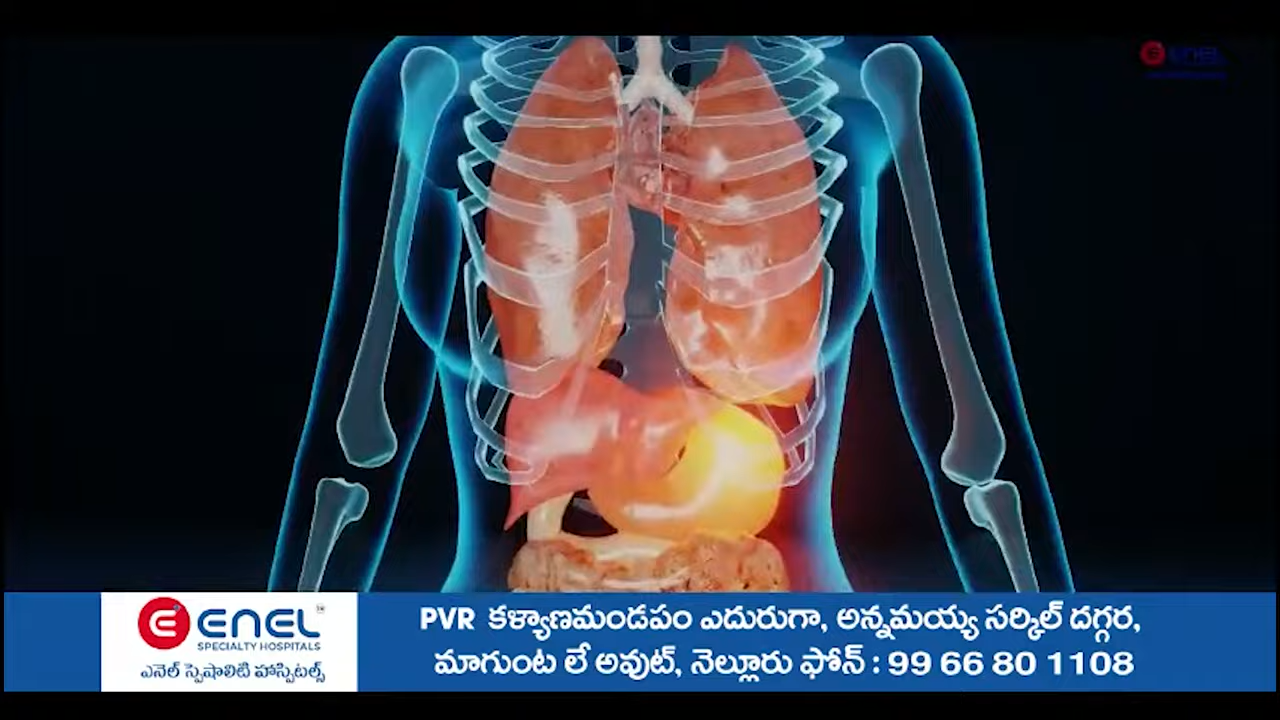 ENEL
ENEL
SPECIALTY HOSPITALS
ఎనెల్ స్పెషాలిటీ హాస్పిటల్స్
PVR కళ్యాణమండపం ఎదురుగా, అన్నమయ్య సర్కిల్ దగ్గర,
మాగుంట లే అవుట్, నెల్లూరు ఫోన్ : 99 66 80 1108